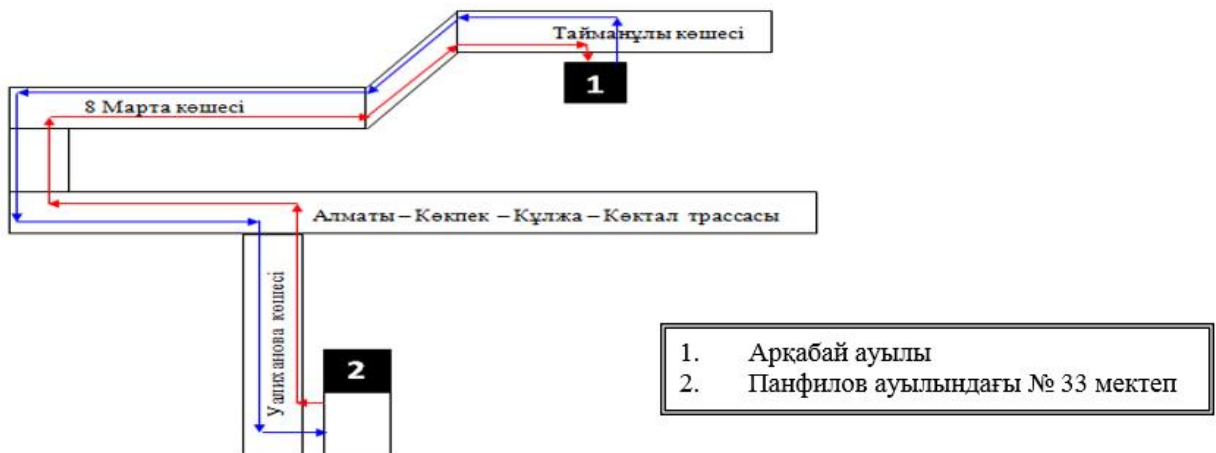 Тайманұлы көшесі
1
8 Марта көшесі
Алматы – Көкпек – Құлжа – Көктал трассасы
Уалиханова көшесі
2
1. Арқабай ауылы
2. Панфилов ауылындағы № 33 мектеп